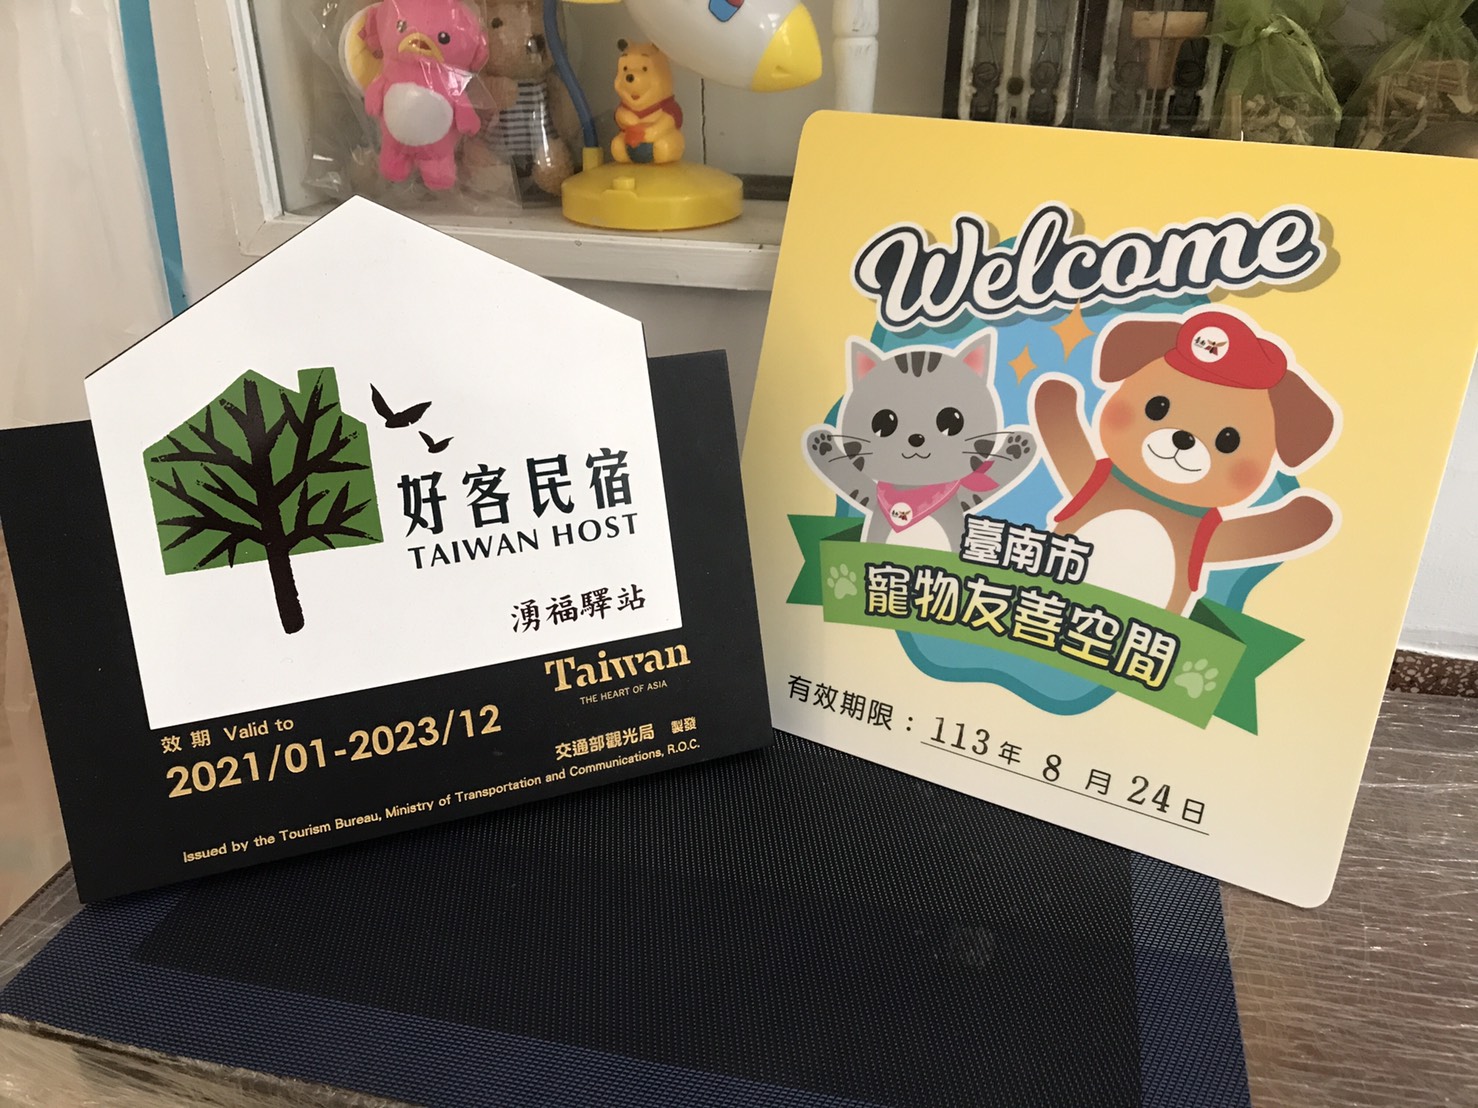 好客民宿
TAIWAN HOST
湧福驛站
Taiwan
THE HEART OF ASIA
效期 Valid to
2021/01-2023/12
交通部觀光局 製發
Issued by the Tourism Bureau, Ministry of Transportation and Communications, R.O.C.
Welcome
臺南市
寵物友善空間
有效期限：113年8月24日